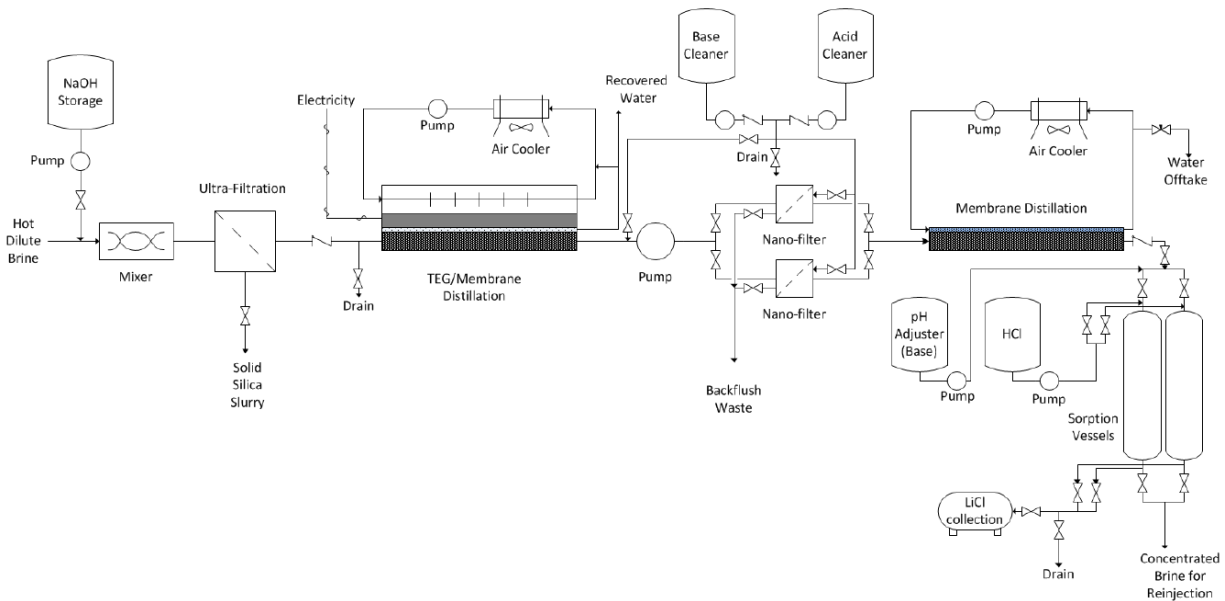 NaOH
Storage
Pump
Hot
Dilute
Brine
Mixer
Ultra-Filtration
Solid
Silica
Slurry
Electricity
Pump
Air Cooler
Recovered
Water
TEG/Membrane
Distillation
Drain
Base
Cleaner
Acid
Cleaner
Drain
Pump
Nano-filter
Nano-filter
Backflush
Waste
Pump
Air Cooler
Water
Offtake
Membrane Distillation
pH
Adjuster
(Base)
Pump
HCl
Pump
Sorption
Vessels
LiCl
collection
Drain
Concentrated
Brine for
Reinjection